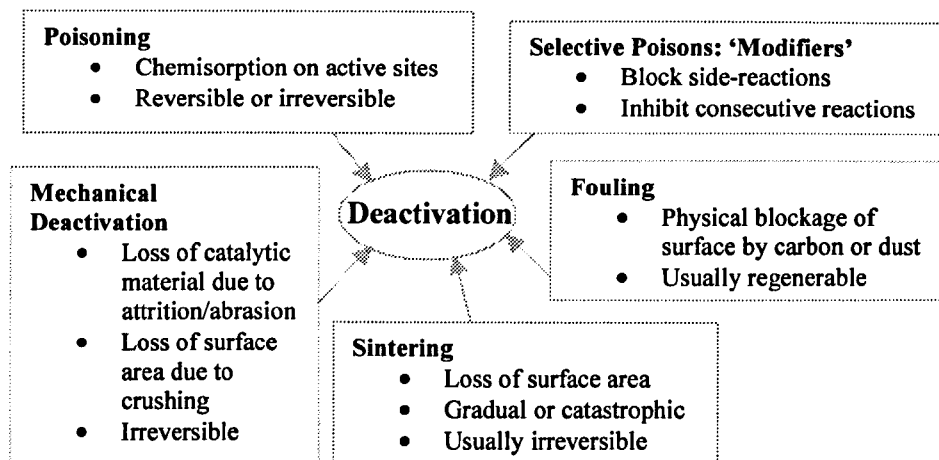 Poisoning
• Chemisorption on active sites
• Reversible or irreversible
Selective Poisons: ‘Modifiers’
• Block side-reactions
• Inhibit consecutive reactions
Mechanical
Deactivation
• Loss of catalytic
material due to
attrition/abrasion
• Loss of surface
area due to
crushing
• Irreversible
Deactivation
Fouling
• Physical blockage of
surface by carbon or dust
• Usually regenerable
Sintering
• Loss of surface area
• Gradual or catastrophic
• Usually irreversible